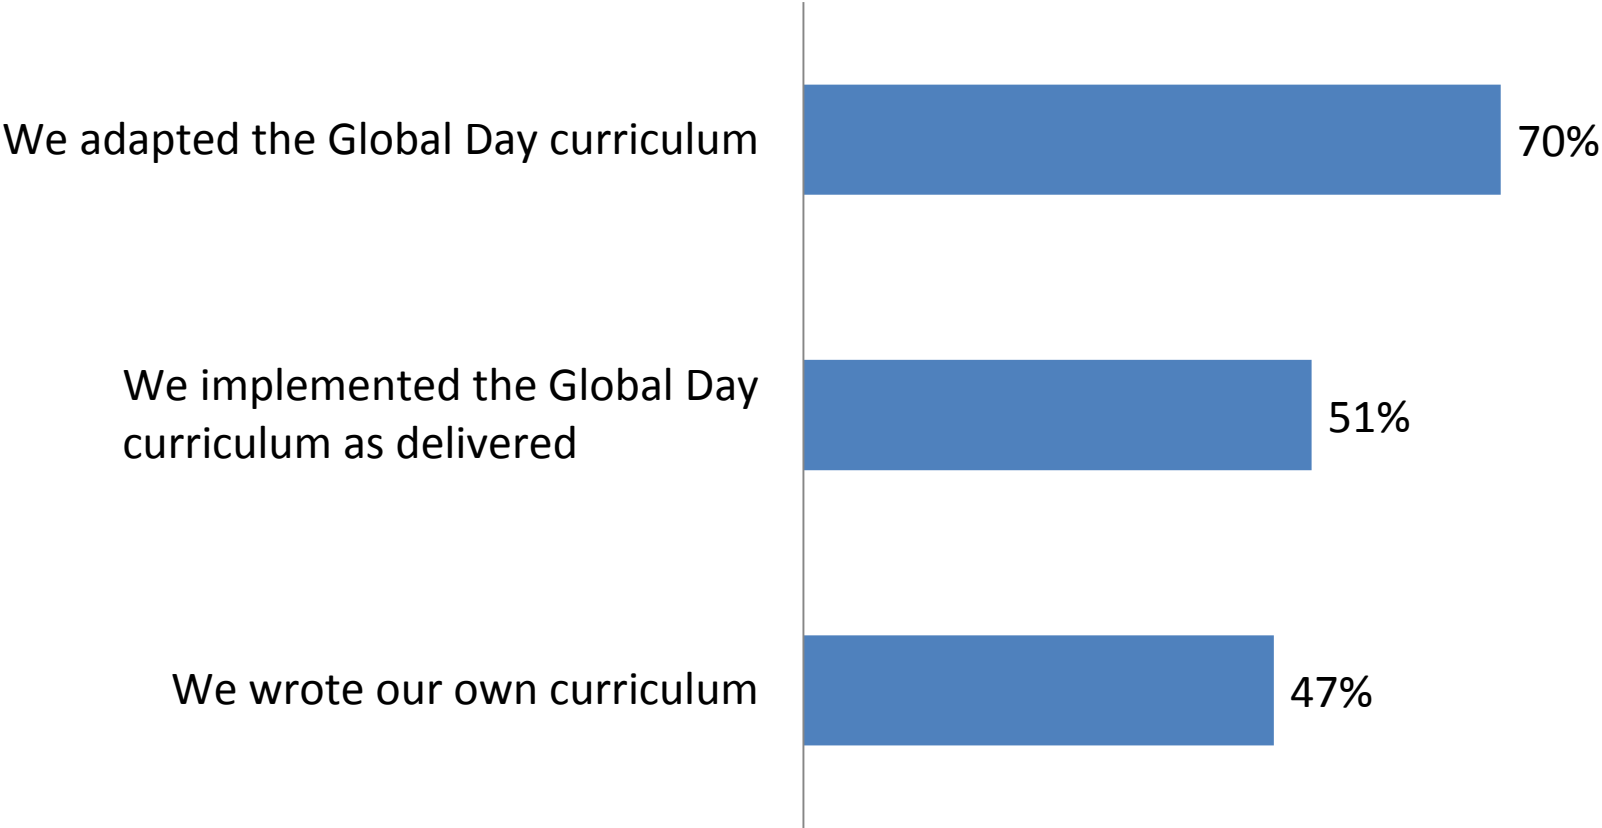 We adapted the Global Day curriculum
70%
We implemented the Global Day
curriculum as delivered
51%
We wrote our own curriculum
47%